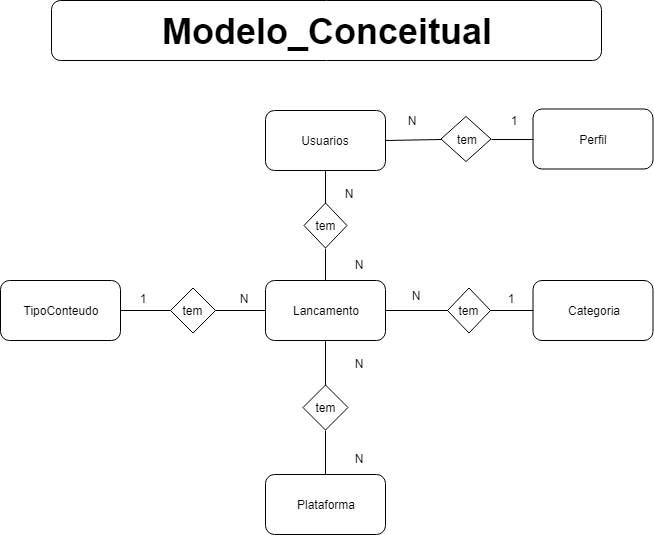 Modelo_Conceitual
Usuarios
N
tem
1
Perfil
N
tem
N
TipoConteudo
1
tem
N
Lancamento
N
tem
1
Categoria
N
tem
N
Plataforma